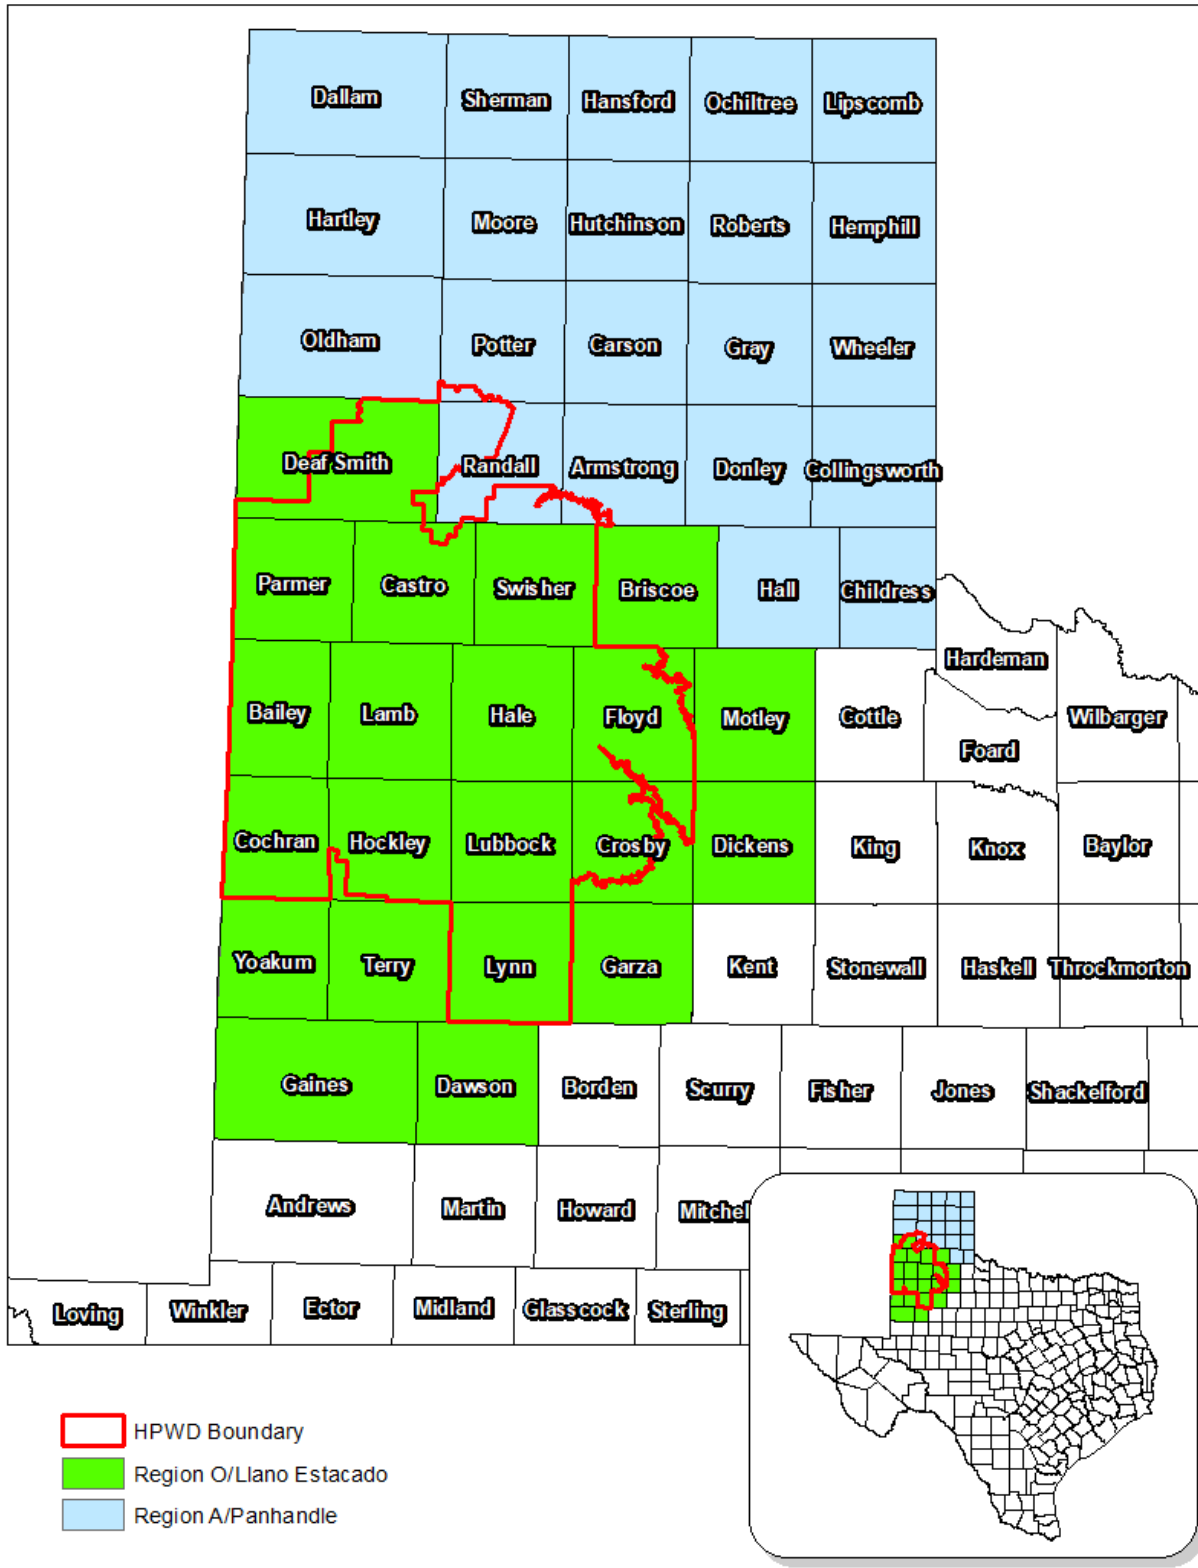 Dallam Sherman Hansford Ochiltree Lipscomb
Hartley Moore Hutchinson Roberts Hemphill
Oldham Potter Carson Gray Wheeler
Deaf Smith Randall Armstrong Donley Collingsworth
Parmer Castro Swisher Briscoe Hall Childress
Hardeman
Bailey Lamb Hale Floyd Motley Cottle Wilbarger
Foard
Cochran Hockley Lubbock Crosby Dickens King Knox Baylor
Yoakum Terry Lynn Garza Kent Stonewall Haskell Throckmorton
Gaines Dawson Borden Scurry Fisher Jones Shackelford
Andrews Martin Howard Mitchel
Loving Winkler Ector Midland Glasscock Sterling
HPWD Boundary
Region O/Llano Estacado
Region A/Panhandle